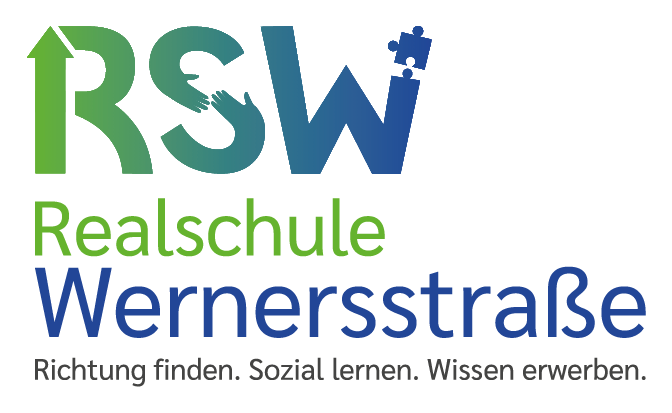 RSW
Realschule
Wernersstraße
Richtung finden. Sozial lernen. Wissen erwerben.